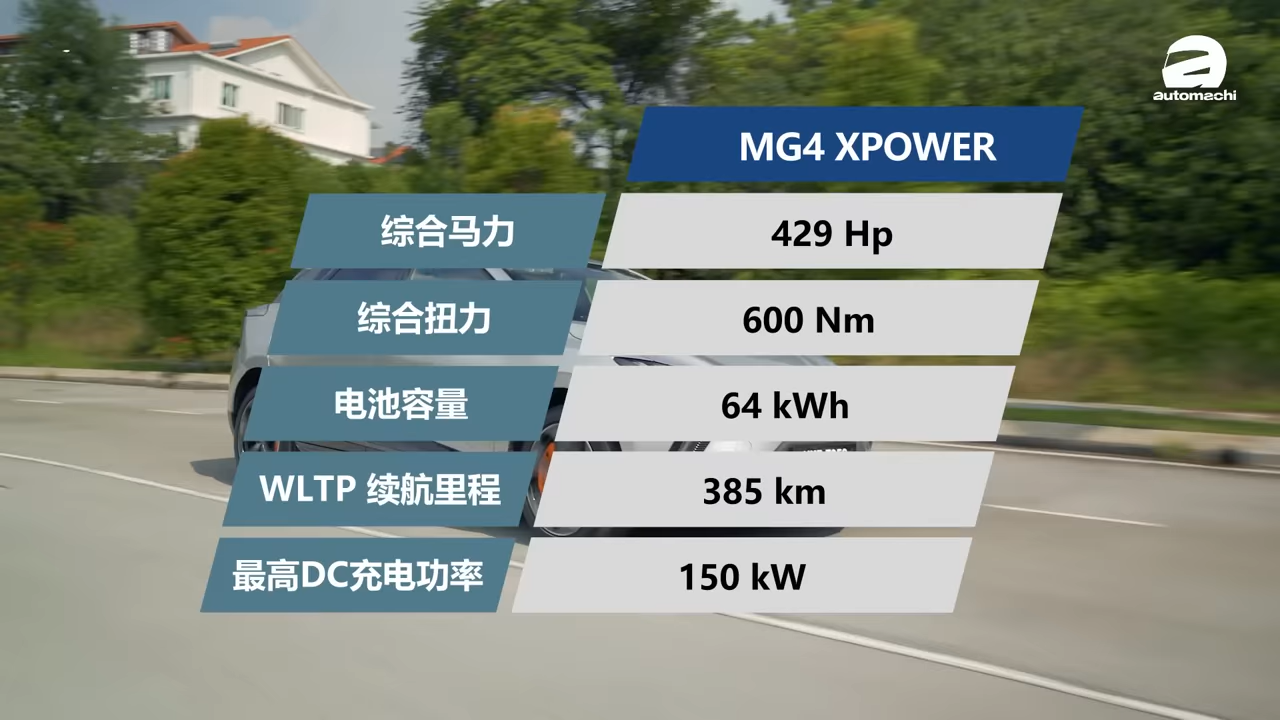 automachi
MG4 XPOWER
综合马力 429 Hp
综合扭力 600 Nm
电池容量 64 kWh
WLTP 续航里程 385 km
最高DC充电功率 150 kW